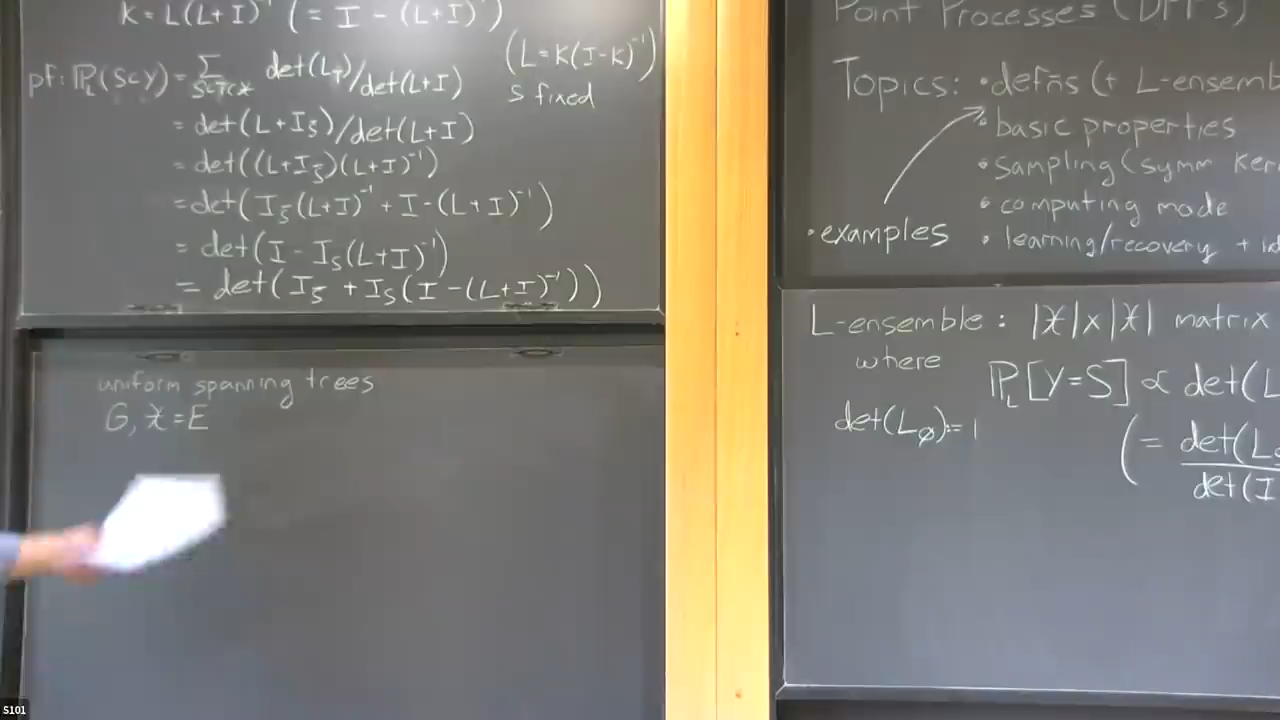 K = L(L+I)⁻¹ (= I - (L+I)⁻¹)
(L=K(I-K)⁻¹)
pf: ℙ_L(S⊂Y) = ∑_{S⊂T⊂𝒳} det(L_T)/det(L+I)
S fixed
= det(L+I_S̄)/det(L+I)
= det((L+I_S̄)(L+I)⁻¹)
= det(I_S̄(L+I)⁻¹ + I-(L+I)⁻¹)
= det(I - I_S(L+I)⁻¹)
= det(I_S̄ + I_S(I-(L+I)⁻¹))
uniform spanning trees
G, 𝒳=E
Point Processes (DPPs)
Topics: • defns (+ L-ensemb
• basic properties
• sampling (symm ker
• computing mode
• examples • learning/recovery + id
L-ensemble: |𝒳|x|𝒳| matrix
where
ℙ_L[Y=S] ∝ det(L
det(L_∅):=1
(= det(L
det(I
S101